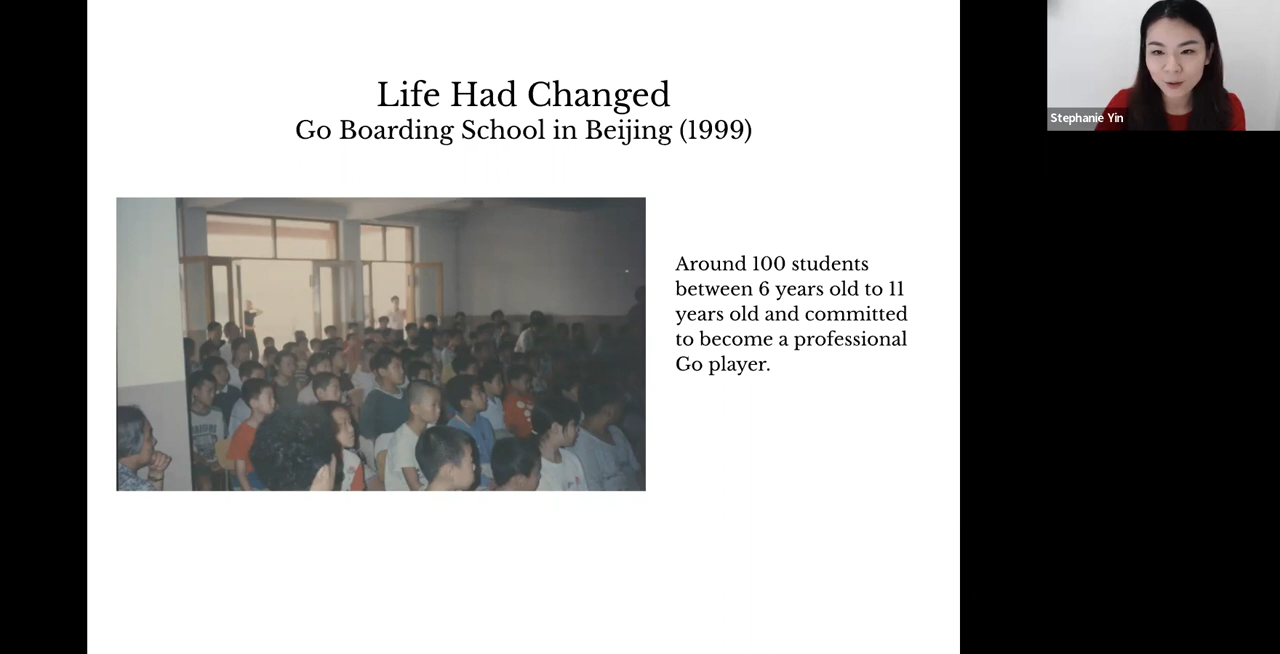 Life Had Changed
Go Boarding School in Beijing (1999)
Around 100 students
between 6 years old to 11
years old and committed
to become a professional
Go player.
Stephanie Yin